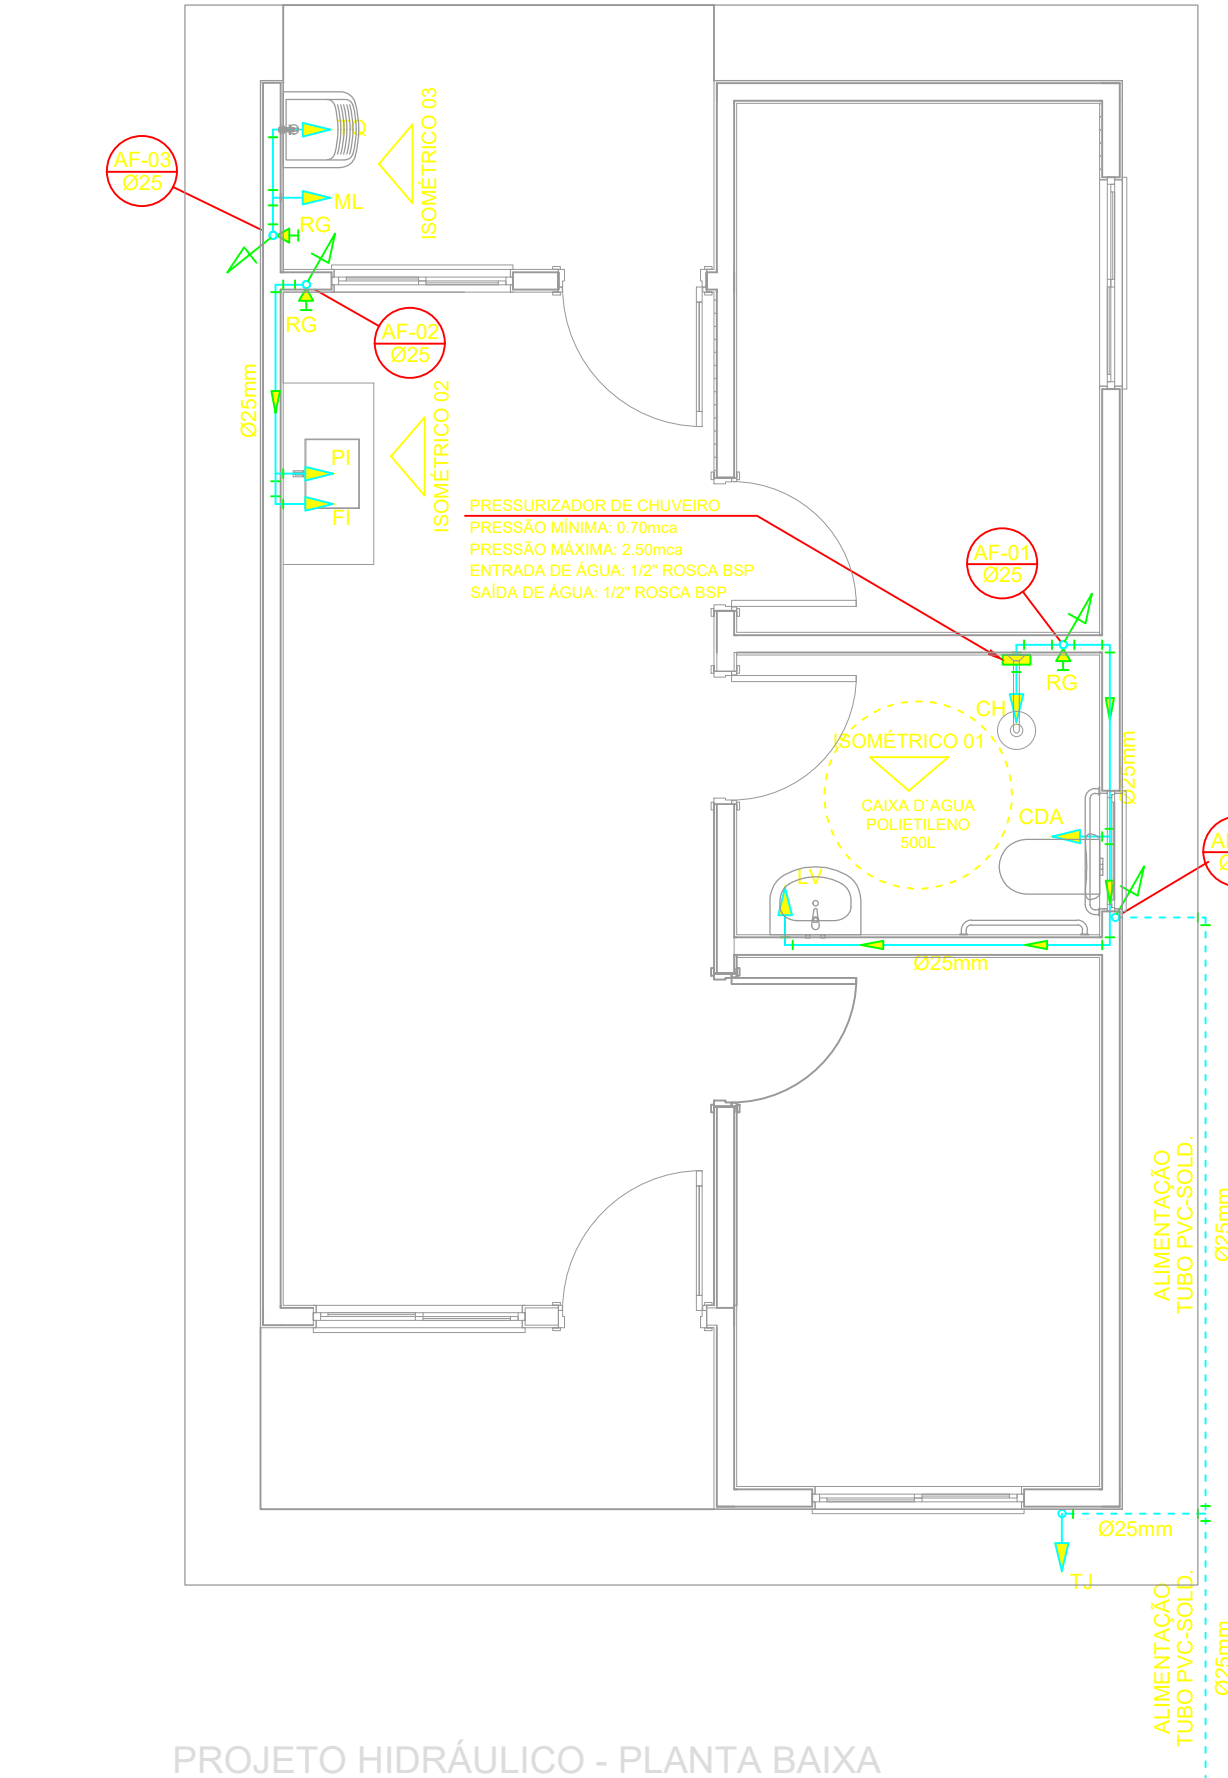 ISOMÉTRICO 03
TQ
AF-03
Ø25
ML
RG
RG
AF-02
Ø25
Ø25mm
ISOMÉTRICO 02
PI
FI
PRESSURIZADOR DE CHUVEIRO
PRESSÃO MÍNIMA: 0.70mca
PRESSÃO MÁXIMA: 2.50mca
ENTRADA DE ÁGUA: 1/2" ROSCA BSP
SAÍDA DE ÁGUA: 1/2" ROSCA BSP
AF-01
Ø25
RG
CH
ISOMÉTRICO 01
Ø25mm
CAIXA D`AGUA
POLIETILENO
500L
CDA
LV
Ø25mm
ALIMENTAÇÃO
TUBO PVC-SOLD.
Ø25mm
Ø25mm
TJ
ALIMENTAÇÃO
TUBO PVC-SOLD.
Ø25mm
PROJETO HIDRÁULICO - PLANTA BAIXA